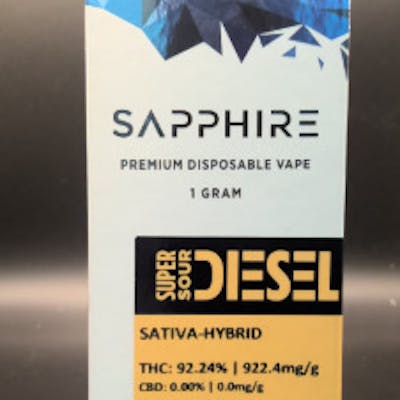 SAPPHIRE
PREMIUM DISPOSABLE VAPE
1 GRAM
SUPER
SOUR
DIESEL
SATIVA-HYBRID
THC: 92.24% | 922.4mg/g
CBD: 0.00% | 0.0mg/g